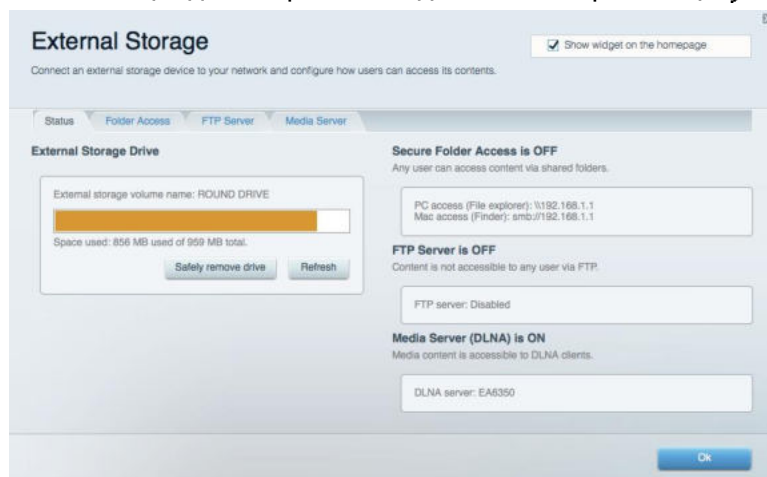 External Storage
Show widget on the homepage
Connect an external storage device to your network and configure how users can access its contents.
Status
Folder Access
FTP Server
Media Server
External Storage Drive
External storage volume name: ROUND DRIVE
Space used: 856 MB used of 959 MB total.
Safely remove drive
Refresh
Secure Folder Access is OFF
Any user can access content via shared folders.
PC access (File explorer): \\192.168.1.1
Mac access (Finder): smb://192.168.1.1
FTP Server is OFF
Content is not accessible to any user via FTP.
FTP server: Disabled
Media Server (DLNA) is ON
Media content is accessible to DLNA clients.
DLNA server: EA6350
Ok